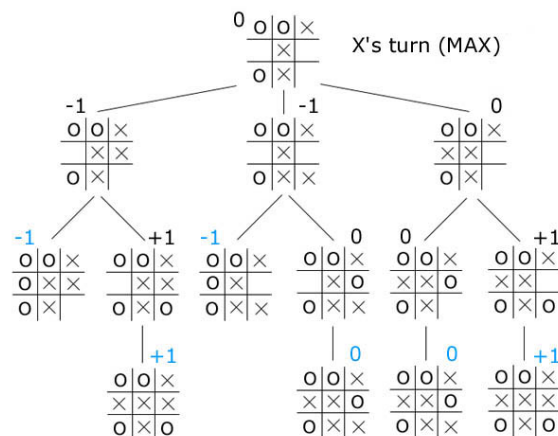 0
O O ×
X's turn (MAX)
×
O ×
-1 -1 0
O O × O O × O O ×
× × × × ×
O × O × × O ×
-1 +1 -1 0 0 +1
O O × O O × O O × O O × O O × O O ×
O × × × × O × × O × × O × ×
× × O × × O × × O × O × O
+1 0 0 +1
O O × O O × O O × O O ×
× × × × × O × × O × × ×
O × O O × × O × × O × O